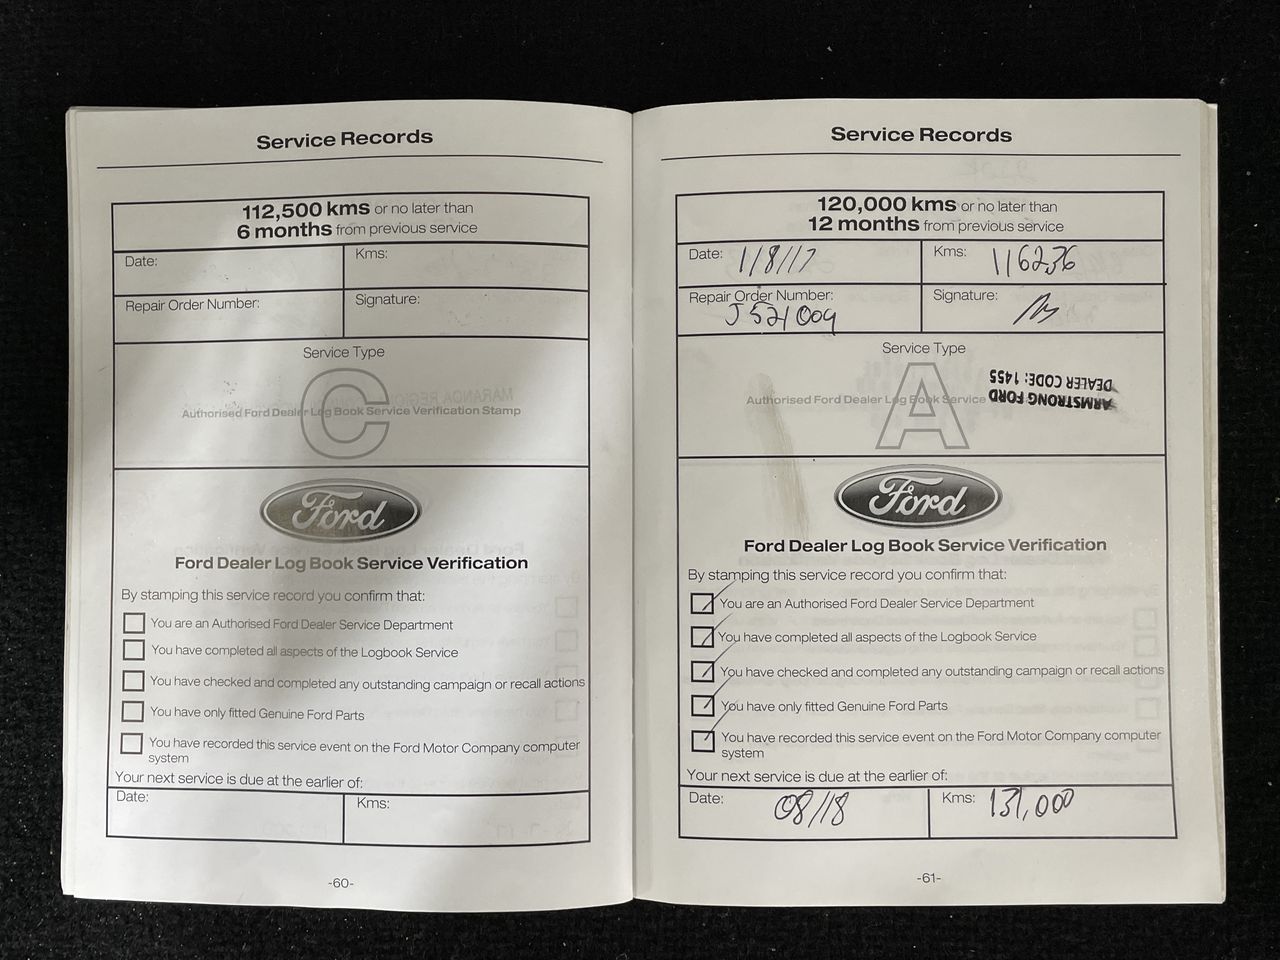 Service Records
112,500 kms or no later than
6 months from previous service
Date:
Kms:
Repair Order Number:
Signature:
Service Type
C
Authorised Ford Dealer Log Book Service Verification Stamp
Ford
Ford Dealer Log Book Service Verification
By stamping this service record you confirm that:
You are an Authorised Ford Dealer Service Department
You have completed all aspects of the Logbook Service
You have checked and completed any outstanding campaign or recall actions
You have only fitted Genuine Ford Parts
You have recorded this service event on the Ford Motor Company computer
system
Your next service is due at the earlier of:
Date:
Kms:
-60-
Service Records
120,000 kms or no later than
12 months from previous service
Date: 1/8/17
Kms: 116236
Repair Order Number:
J521009
Signature:
Service Type
A
Authorised Ford Dealer Log Book Service
ARMSTRONG FORD
DEALER CODE: 1455
Ford
Ford Dealer Log Book Service Verification
By stamping this service record you confirm that:
You are an Authorised Ford Dealer Service Department
You have completed all aspects of the Logbook Service
You have checked and completed any outstanding campaign or recall actions
You have only fitted Genuine Ford Parts
You have recorded this service event on the Ford Motor Company computer
system
Your next service is due at the earlier of:
Date: 08/18
Kms: 131,000
-61-